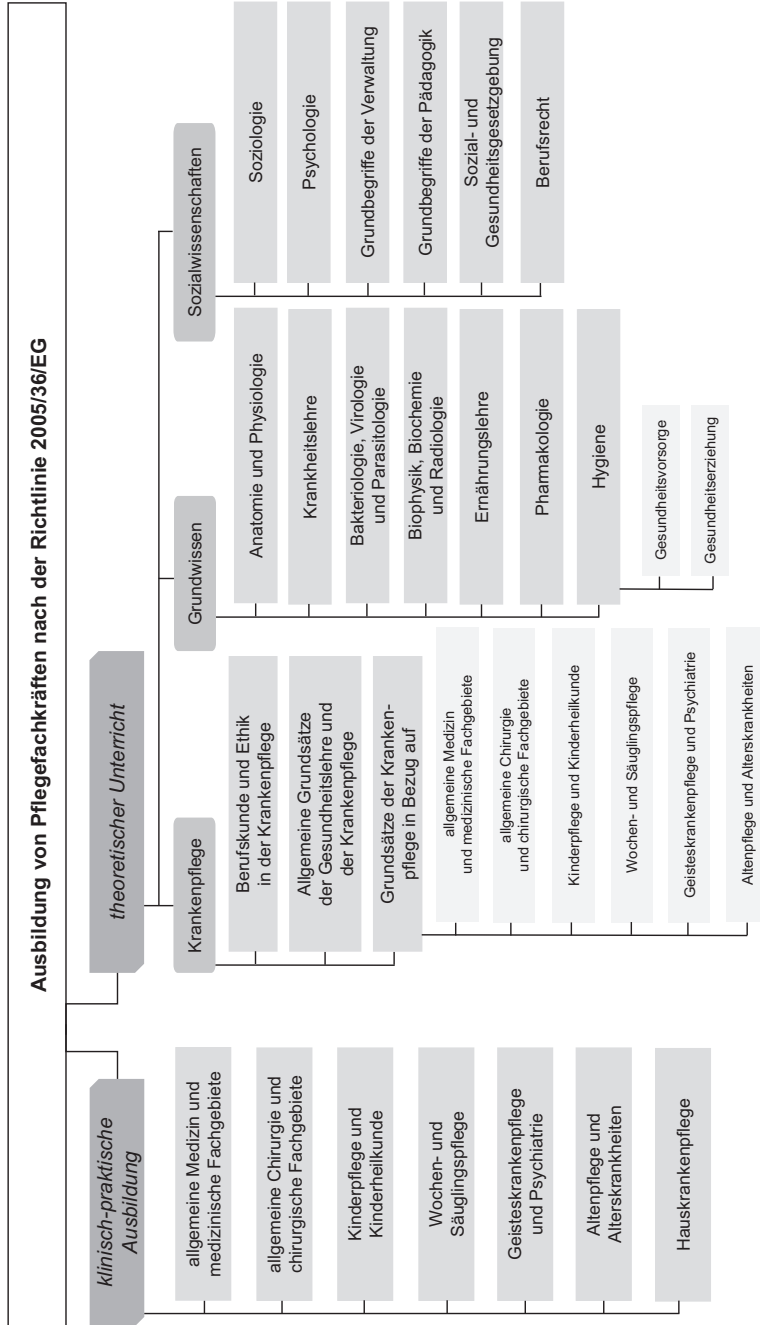 Ausbildung von Pflegefachkräften nach der Richtlinie 2005/36/EG
klinisch-praktische
Ausbildung
allgemeine Medizin und
medizinische Fachgebiete
allgemeine Chirurgie und
chirurgische Fachgebiete
Kinderpflege und
Kinderheilkunde
Wochen- und
Säuglingspflege
Geisteskrankenpflege
und Psychiatrie
Altenpflege und
Alterskrankheiten
Hauskrankenpflege
theoretischer Unterricht
Krankenpflege
Berufskunde und Ethik
in der Krankenpflege
Allgemeine Grundsätze
der Gesundheitslehre und
der Krankenpflege
Grundsätze der Kranken-
pflege in Bezug auf
allgemeine Medizin
und medizinische Fachgebiete
allgemeine Chirurgie
und chirurgische Fachgebiete
Kinderpflege und Kinderheilkunde
Wochen- und Säuglingspflege
Geisteskrankenpflege und Psychiatrie
Altenpflege und Alterskrankheiten
Grundwissen
Anatomie und Physiologie
Krankheitslehre
Bakteriologie, Virologie
und Parasitologie
Biophysik, Biochemie
und Radiologie
Ernährungslehre
Pharmakologie
Hygiene
Gesundheitsvorsorge
Gesundheitserziehung
Sozialwissenschaften
Soziologie
Psychologie
Grundbegriffe der Verwaltung
Grundbegriffe der Pädagogik
Sozial- und
Gesundheitsgesetzgebung
Berufsrecht